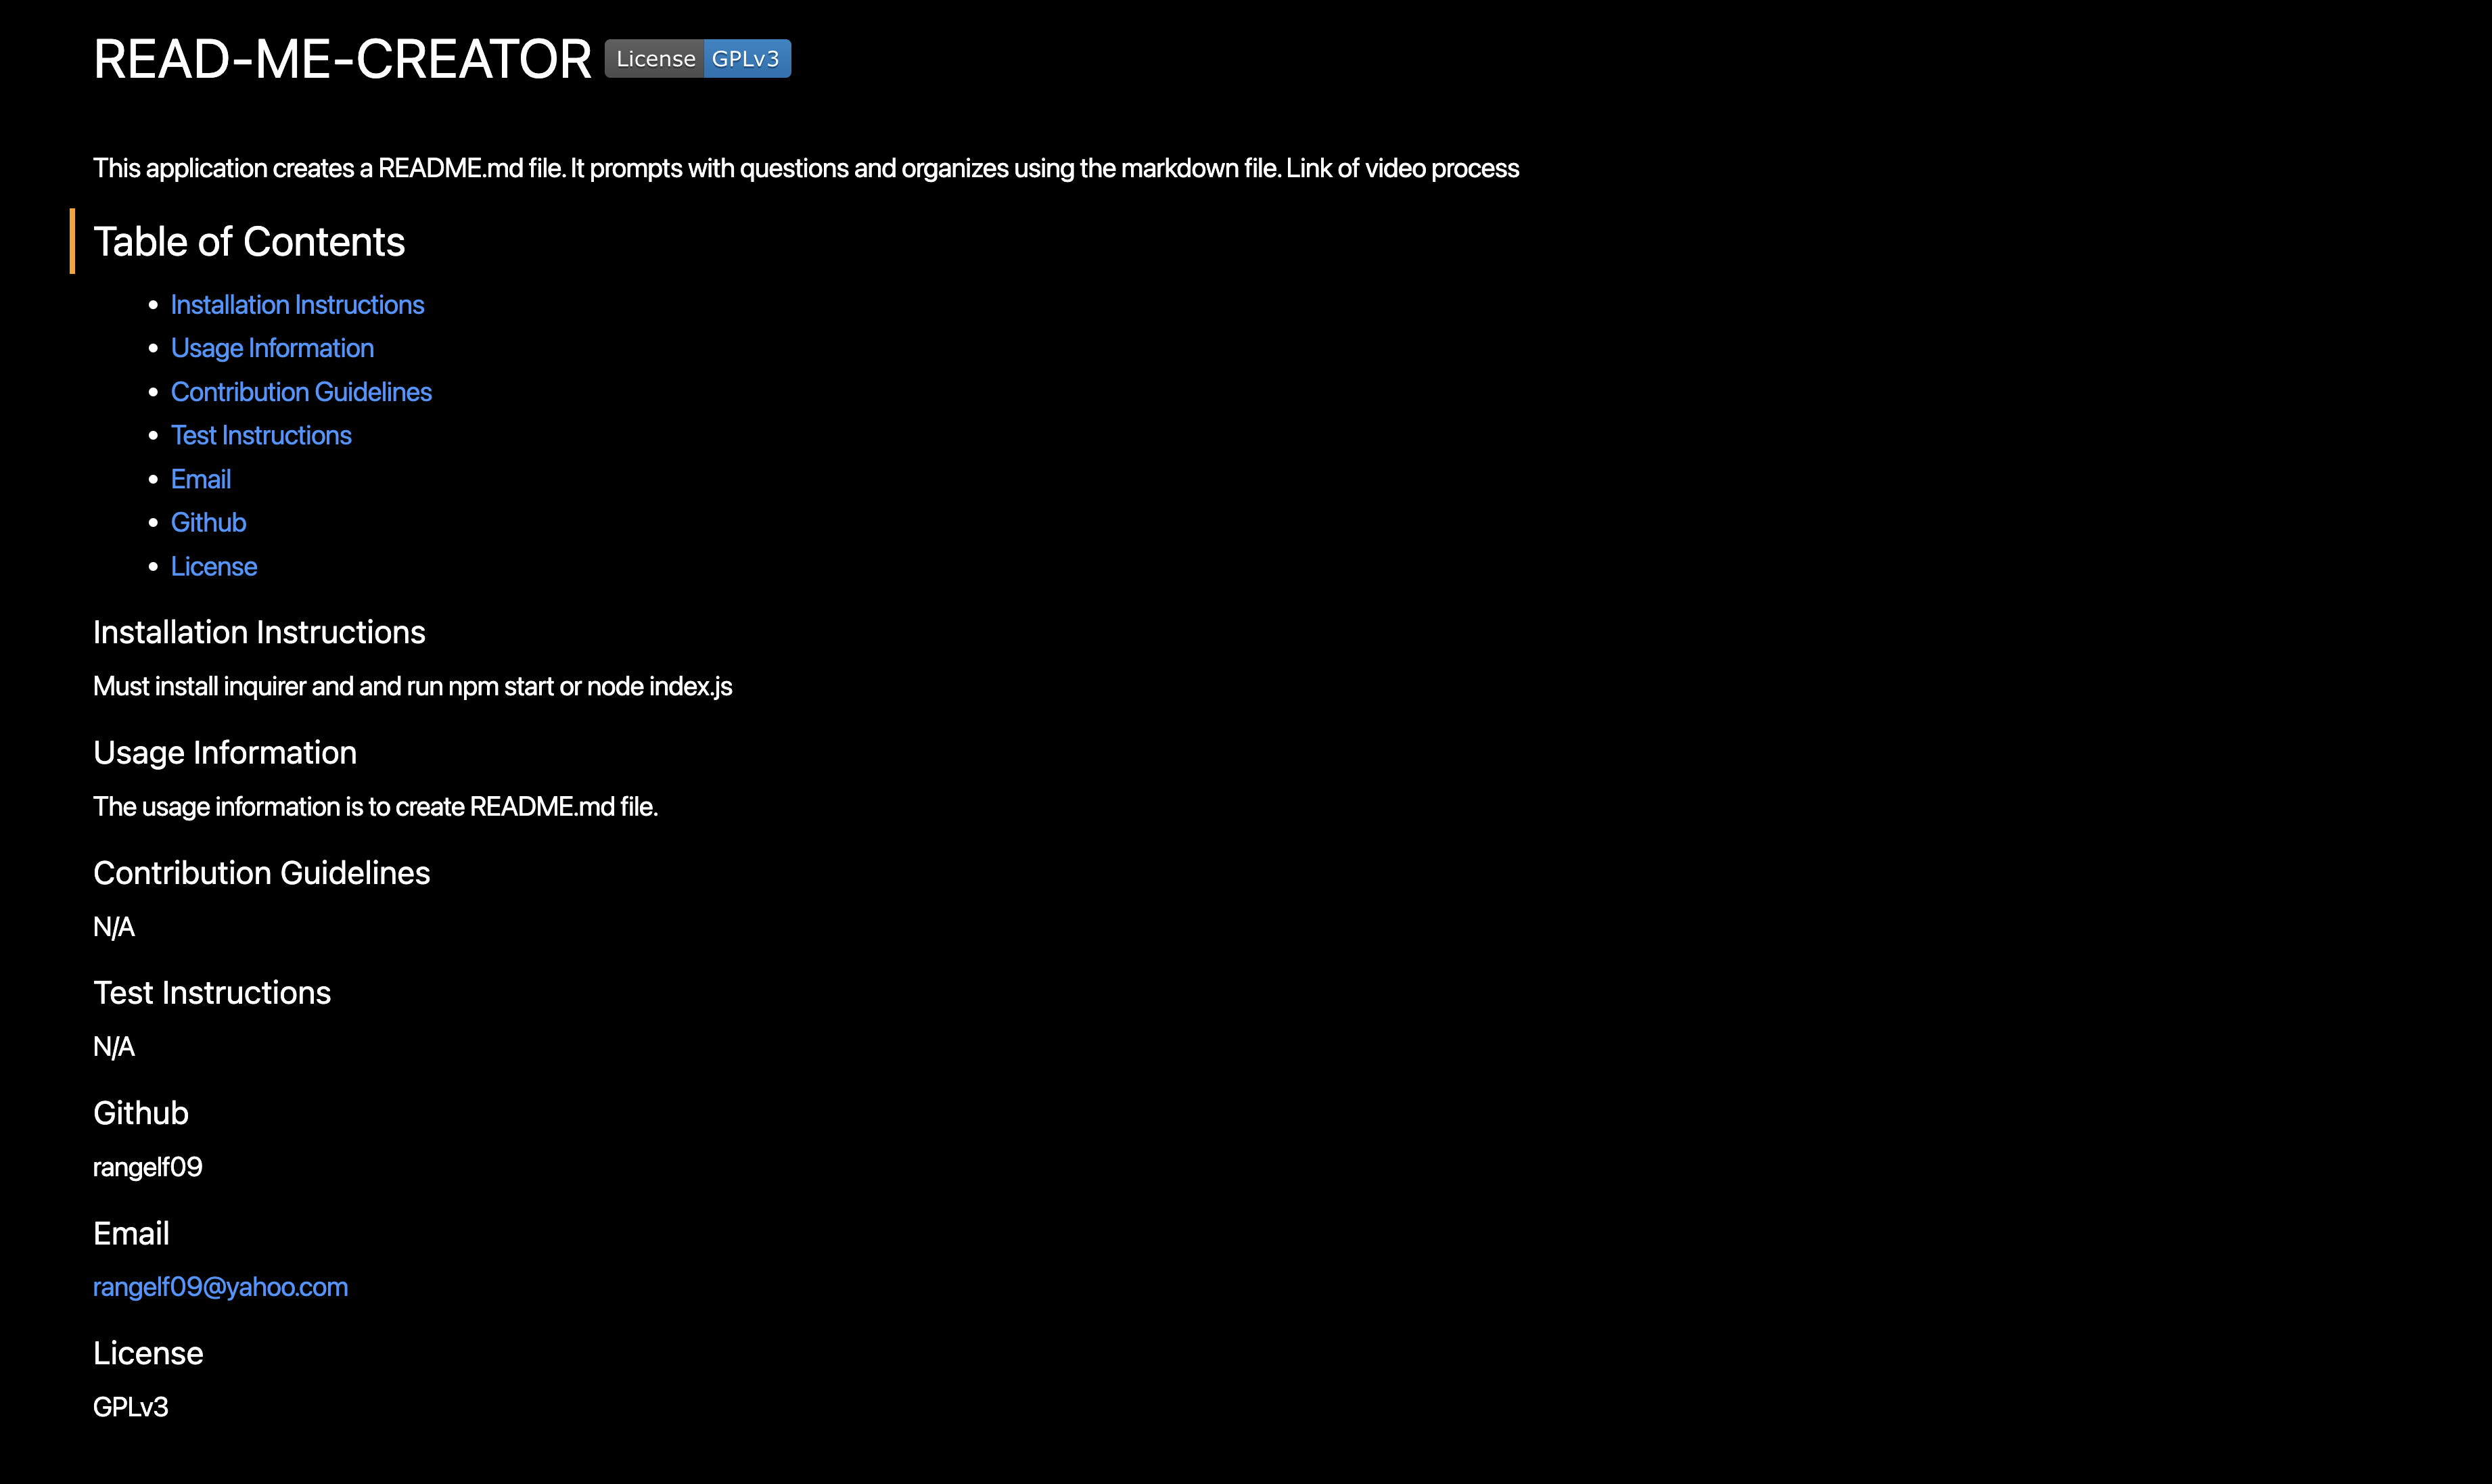 READ-ME-CREATOR License GPLv3
This application creates a README.md file. It prompts with questions and organizes using the markdown file. Link of video process
Table of Contents
Installation Instructions
Usage Information
Contribution Guidelines
Test Instructions
Email
Github
License
Installation Instructions
Must install inquirer and and run npm start or node index.js
Usage Information
The usage information is to create README.md file.
Contribution Guidelines
N/A
Test Instructions
N/A
Github
rangelf09
Email
rangelf09@yahoo.com
License
GPLv3